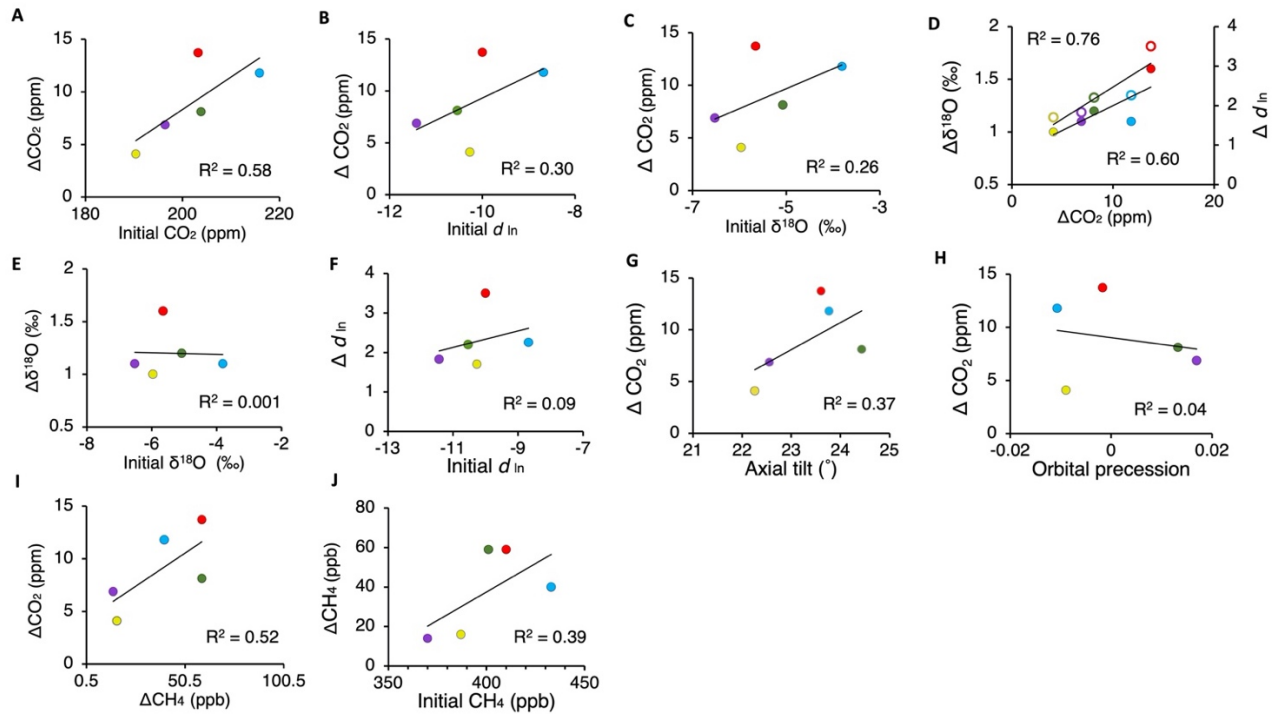 A
ΔCO₂ (ppm)
15
10
5
0
180
200
220
Initial CO₂ (ppm)
R² = 0.58
B
Δ CO₂ (ppm)
15
10
5
0
-12
-10
-8
Initial d ln
R² = 0.30
C
Δ CO₂ (ppm)
15
10
5
0
-7
-5
-3
Initial δ¹⁸O (‰)
R² = 0.26
D
Δδ¹⁸O (‰)
2
1.5
1
0.5
0
10
20
ΔCO₂ (ppm)
R² = 0.76
R² = 0.60
4
3
2
1
0
Δ d ln
E
Δδ¹⁸O (‰)
2
1.5
1
0.5
-8
-6
-4
-2
Initial δ¹⁸O (‰)
R² = 0.001
F
Δ d ln
4
3
2
1
0
-13
-11
-9
-7
Initial d ln
R² = 0.09
G
Δ CO₂ (ppm)
15
10
5
0
21
22
23
24
25
Axial tilt (°)
R² = 0.37
H
Δ CO₂ (ppm)
15
10
5
0
-0.02
0
0.02
Orbital precession
R² = 0.04
I
ΔCO₂ (ppm)
15
10
5
0
0.5
50.5
100.5
ΔCH₄ (ppb)
R² = 0.52
J
ΔCH₄ (ppb)
80
60
40
20
0
350
400
450
Initial CH₄ (ppb)
R² = 0.39